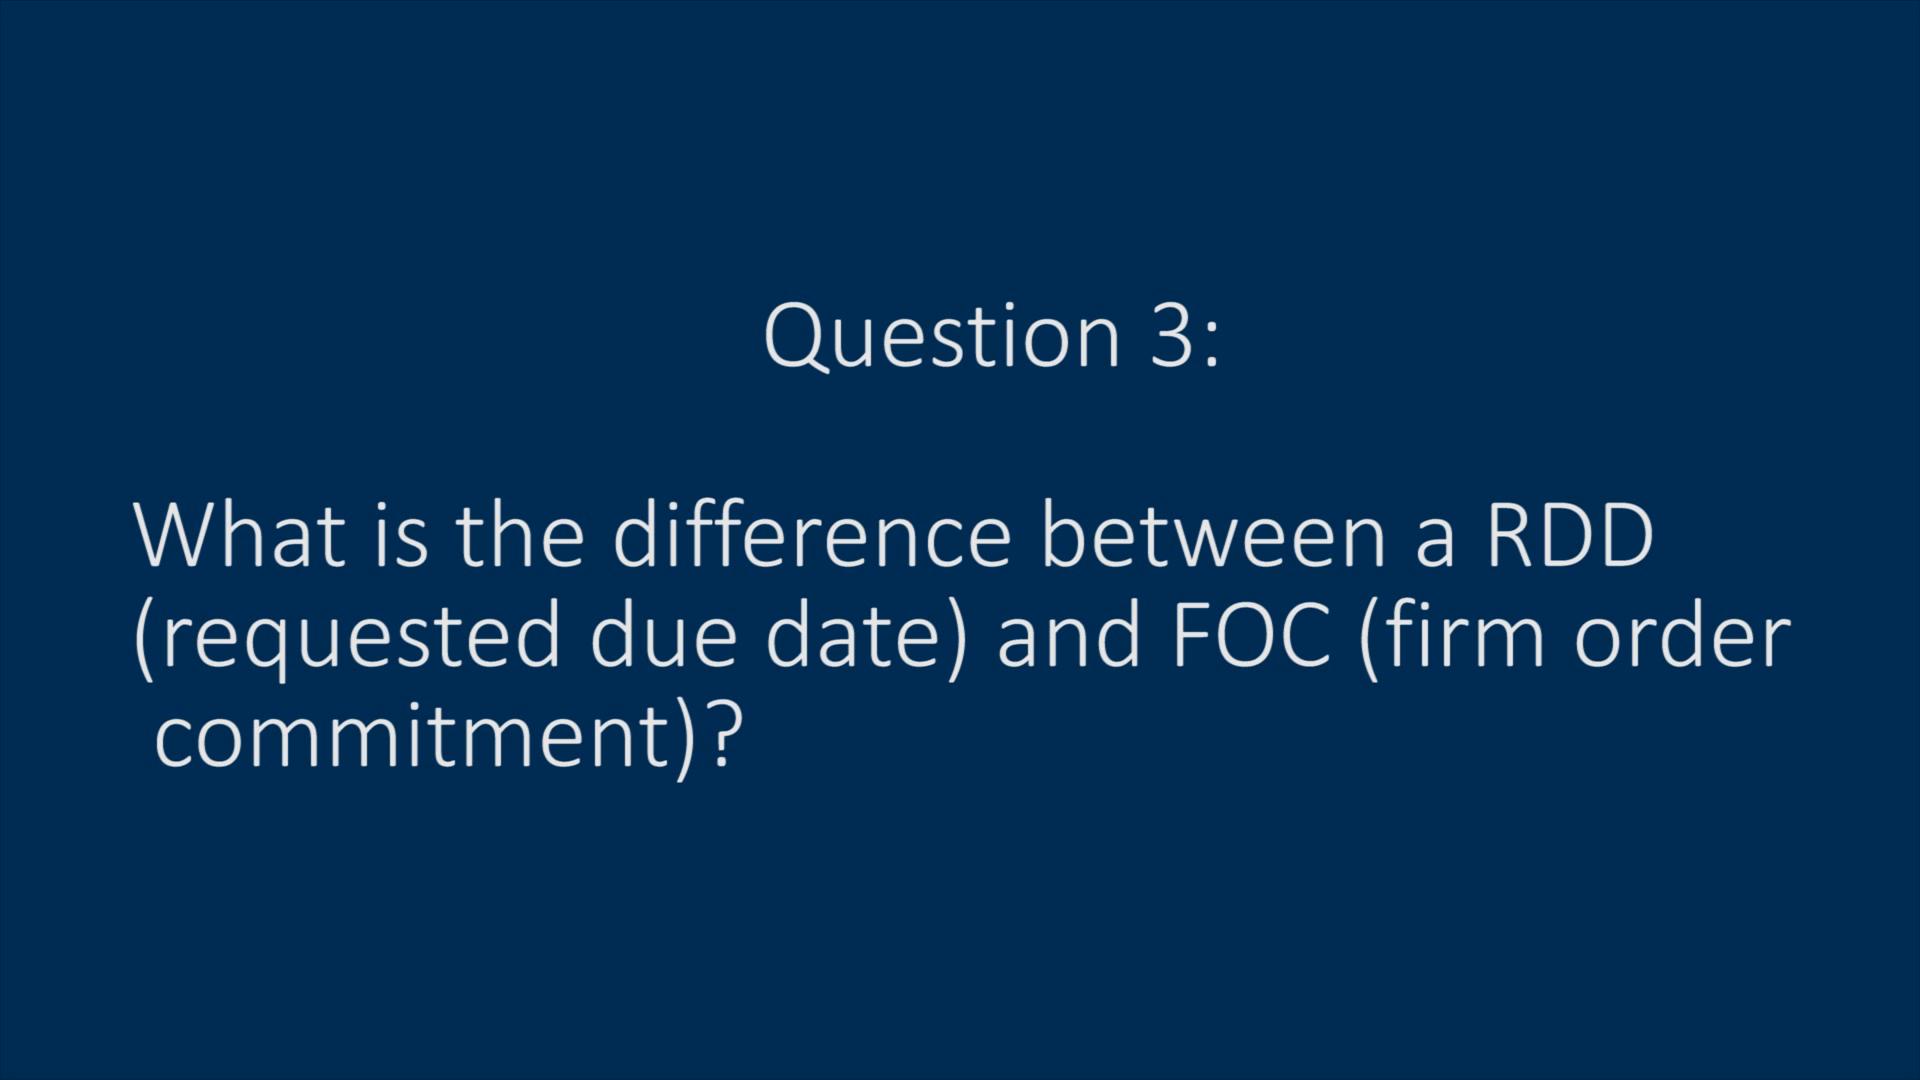 Question 3:
What is the difference between a RDD
(requested due date) and FOC (firm order
commitment)?